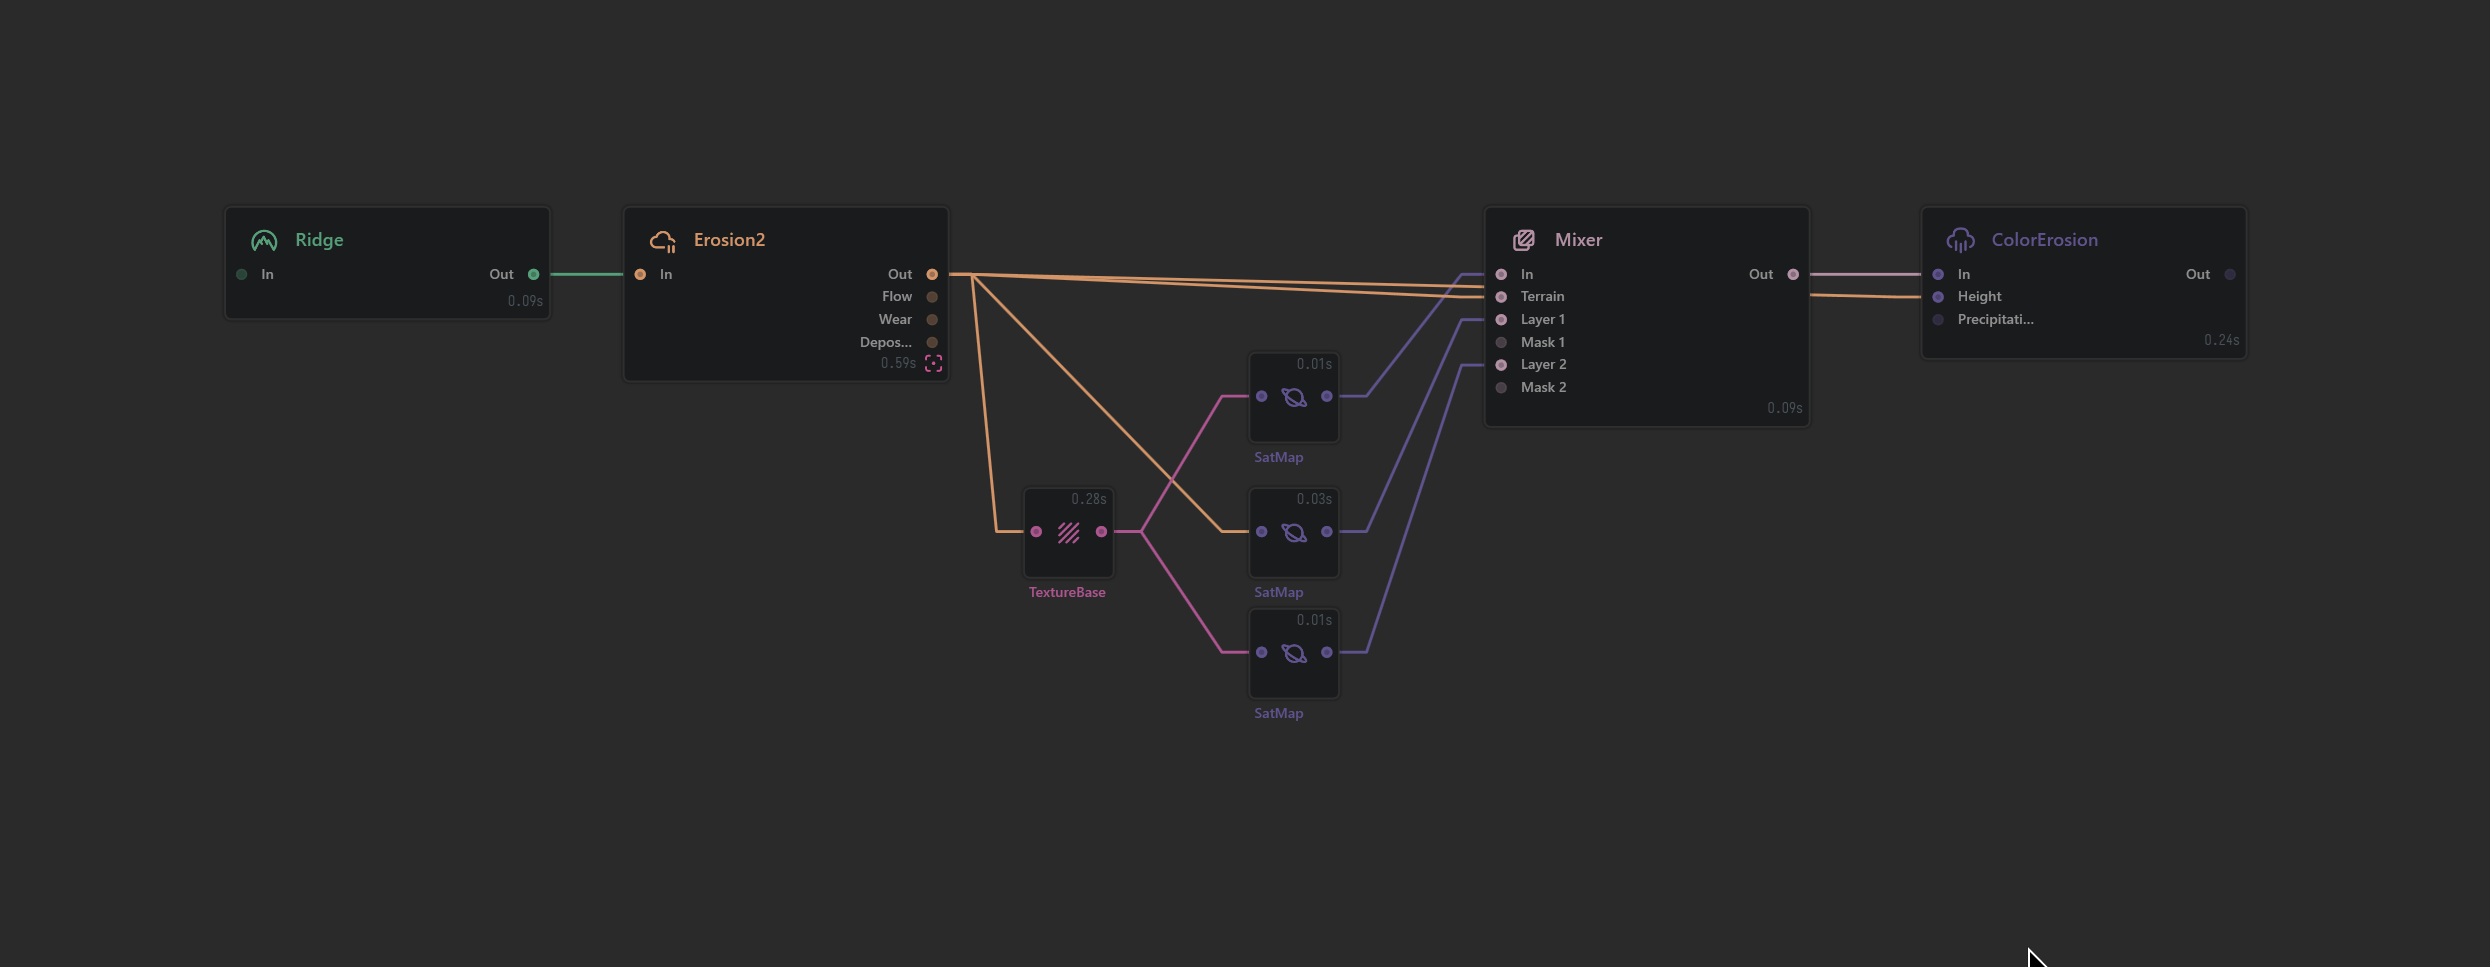 Ridge
In
Out
0.09s
Erosion2
In
Out
Flow
Wear
Depos...
0.59s
TextureBase
0.28s
0.01s
SatMap
0.03s
SatMap
0.01s
SatMap
Mixer
In
Out
Terrain
Layer 1
Mask 1
Layer 2
Mask 2
0.09s
ColorErosion
In
Out
Height
Precipitati...
0.24s